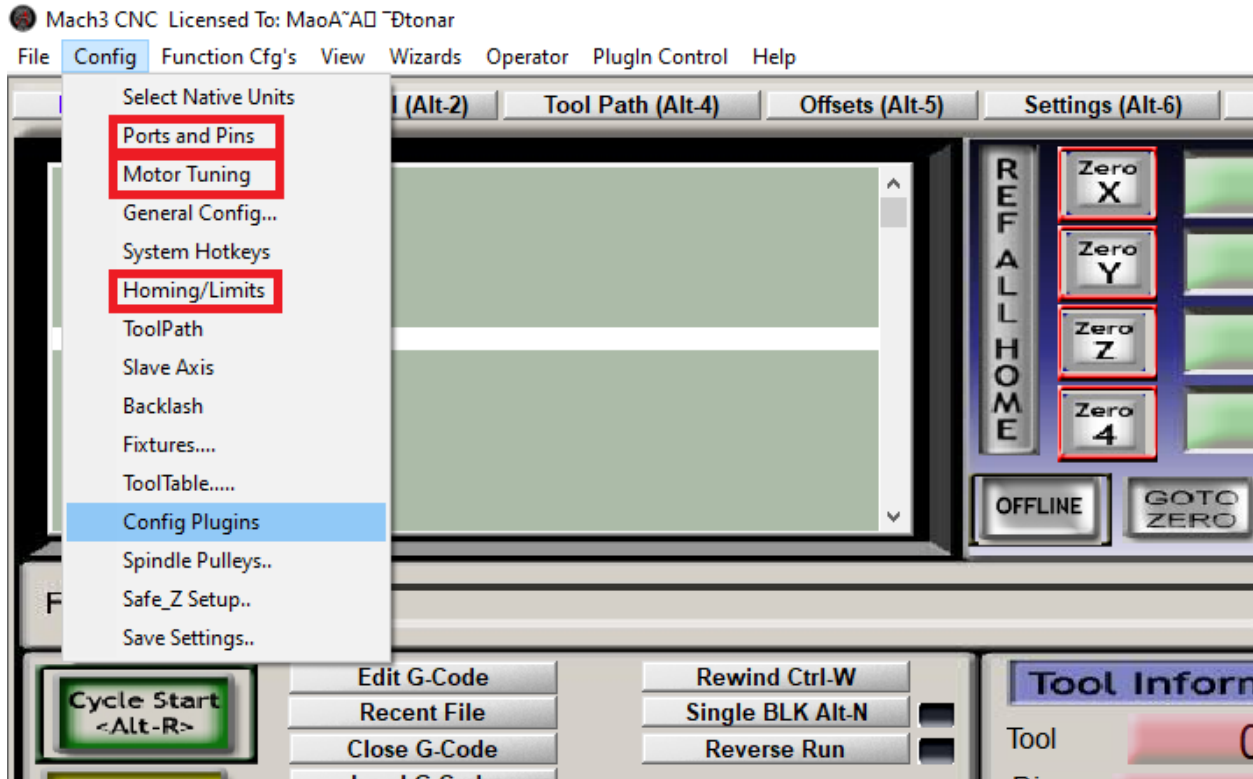 Mach3 CNC Licensed To: MaoA˜A□ ¯Ðtonar
File Config Function Cfg's View Wizards Operator PlugIn Control Help
(Alt-2) Tool Path (Alt-4) Offsets (Alt-5) Settings (Alt-6)
Select Native Units
Ports and Pins
Motor Tuning
General Config...
System Hotkeys
Homing/Limits
ToolPath
Slave Axis
Backlash
Fixtures....
ToolTable.....
Config Plugins
Spindle Pulleys..
Safe_Z Setup..
Save Settings..
REF ALL HOME
Zero
X
Zero
Y
Zero
Z
Zero
4
OFFLINE
GOTO
ZERO
Cycle Start
<Alt-R>
Edit G-Code
Recent File
Close G-Code
Rewind Ctrl-W
Single BLK Alt-N
Reverse Run
Tool
Tool
0